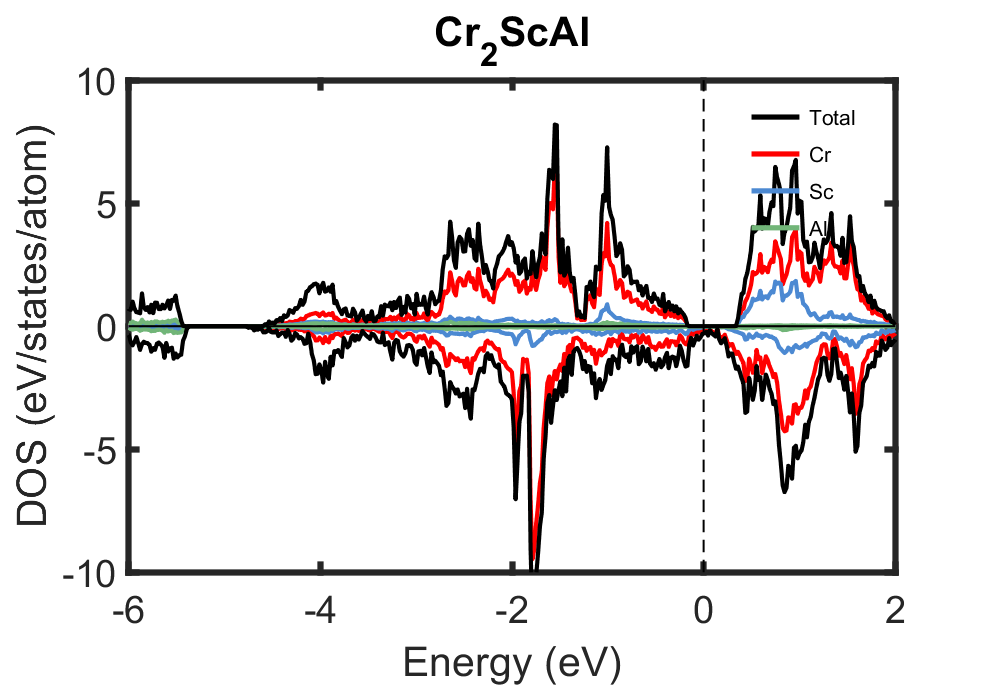 Cr₂ScAl
DOS (eV/states/atom)
10
5
0
-5
-10
Total
Cr
Sc
Al
-6 -4 -2 0 2
Energy (eV)